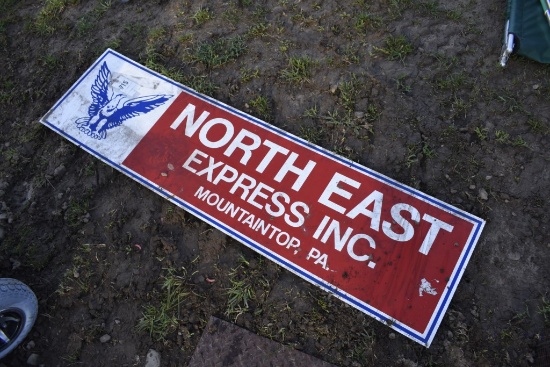 NORTH EAST
EXPRESS INC.
MOUNTAINTOP, PA.